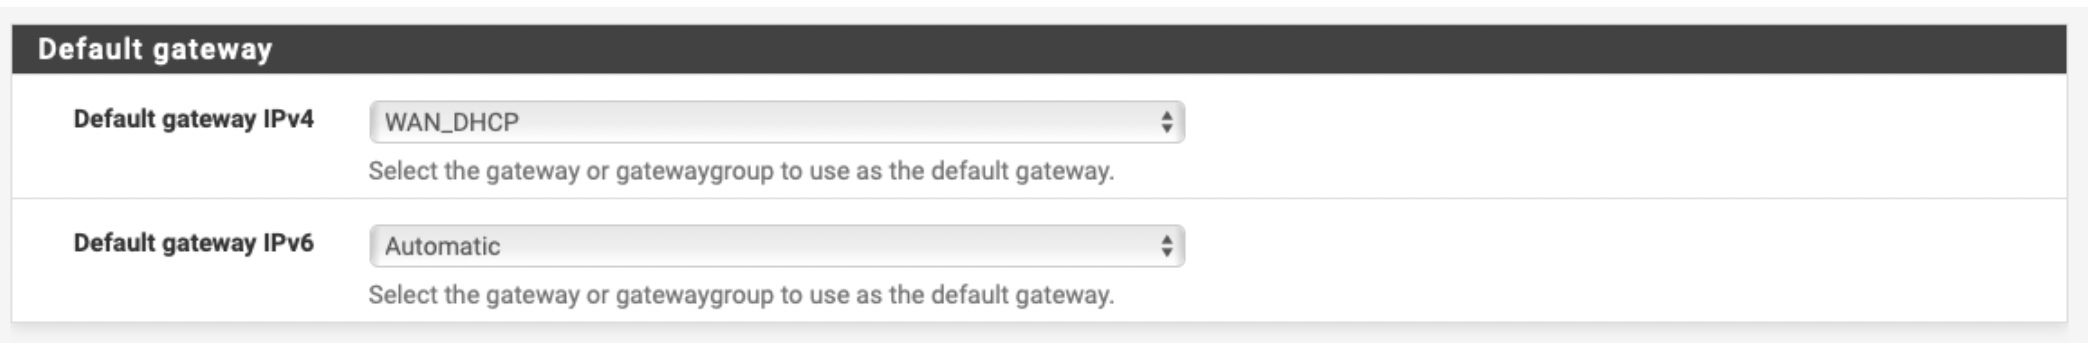 Default gateway
Default gateway IPv4
WAN_DHCP
Select the gateway or gatewaygroup to use as the default gateway.
Default gateway IPv6
Automatic
Select the gateway or gatewaygroup to use as the default gateway.